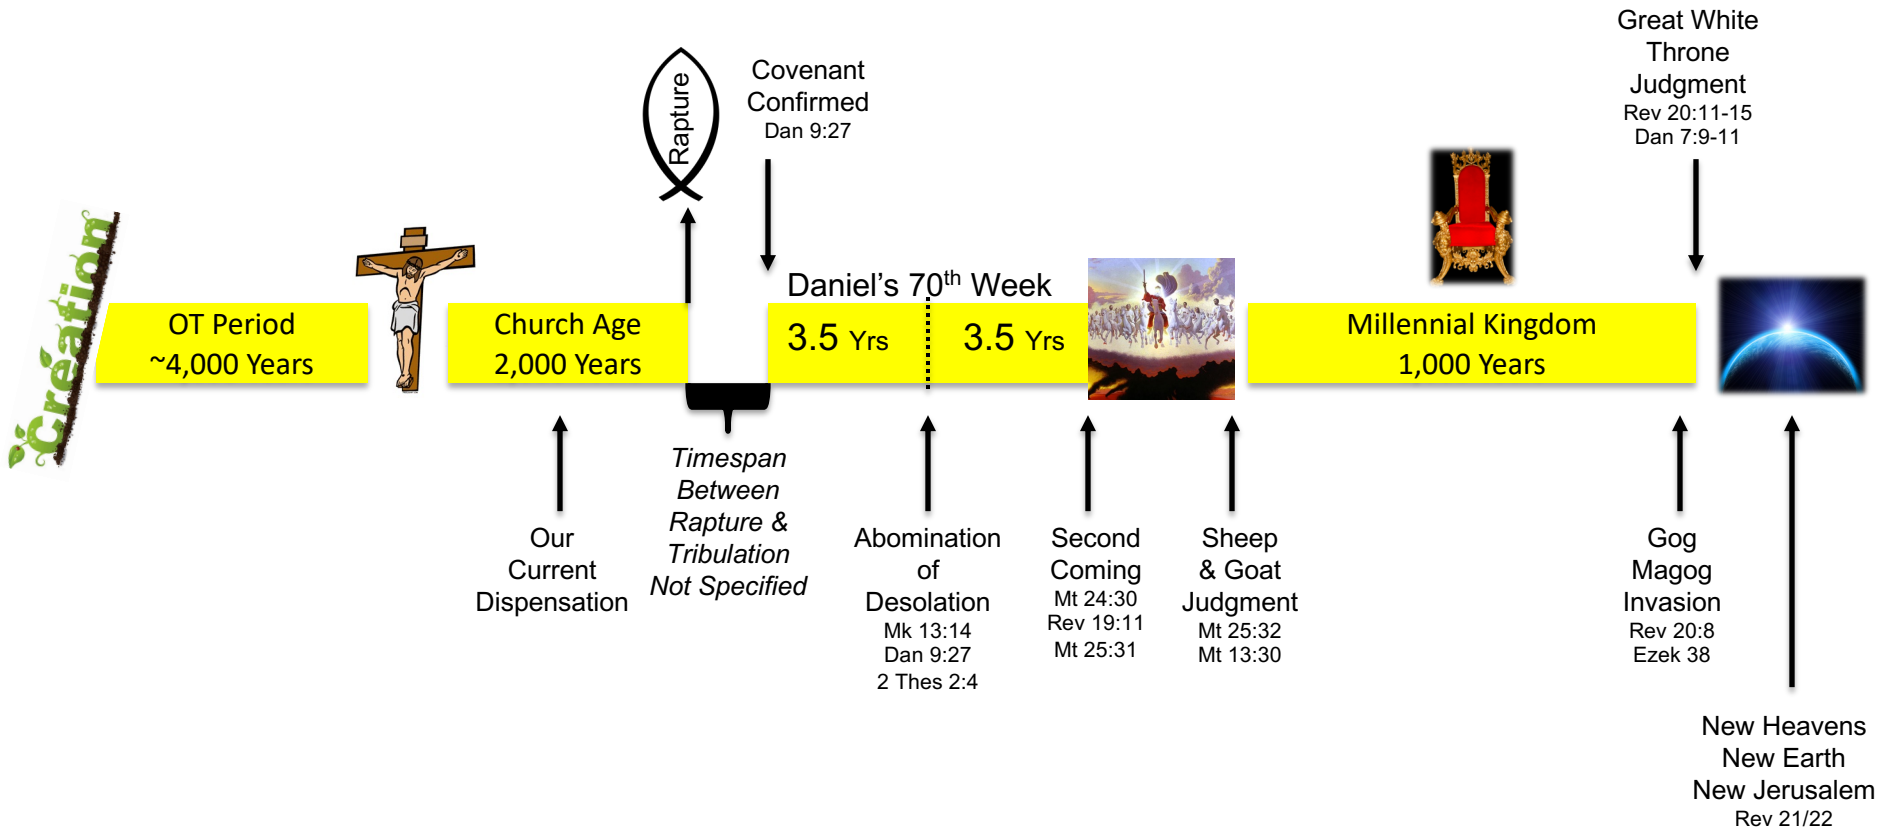 Creation
OT Period
~4,000 Years
Church Age
2,000 Years
Our
Current
Dispensation
Rapture
Timespan
Between
Rapture &
Tribulation
Not Specified
Covenant
Confirmed
Dan 9:27
Daniel’s 70th Week
3.5 Yrs
3.5 Yrs
Abomination
of
Desolation
Mk 13:14
Dan 9:27
2 Thes 2:4
Second
Coming
Mt 24:30
Rev 19:11
Mt 25:31
Sheep
& Goat
Judgment
Mt 25:32
Mt 13:30
Millennial Kingdom
1,000 Years
Great White
Throne
Judgment
Rev 20:11-15
Dan 7:9-11
Gog
Magog
Invasion
Rev 20:8
Ezek 38
New Heavens
New Earth
New Jerusalem
Rev 21/22